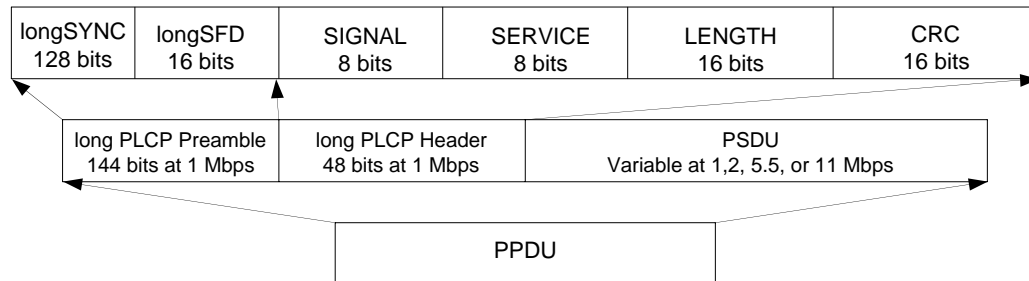 longSYNC
128 bits
longSFD
16 bits
SIGNAL
8 bits
SERVICE
8 bits
LENGTH
16 bits
CRC
16 bits
long PLCP Preamble
144 bits at 1 Mbps
long PLCP Header
48 bits at 1 Mbps
PSDU
Variable at 1,2, 5.5, or 11 Mbps
PPDU